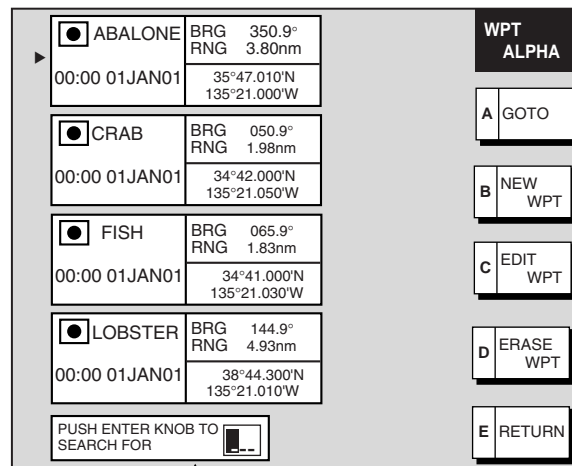 ABALONE
00:00 01JAN01
BRG 350.9°
RNG 3.80nm
35°47.010'N
135°21.000'W
CRAB
00:00 01JAN01
BRG 050.9°
RNG 1.98nm
34°42.000'N
135°21.050'W
FISH
00:00 01JAN01
BRG 065.9°
RNG 1.83nm
34°41.000'N
135°21.030'W
LOBSTER
00:00 01JAN01
BRG 144.9°
RNG 4.93nm
38°44.300'N
135°21.010'W
PUSH ENTER KNOB TO
SEARCH FOR
WPT
ALPHA
A GOTO
B NEW
WPT
C EDIT
WPT
D ERASE
WPT
E RETURN